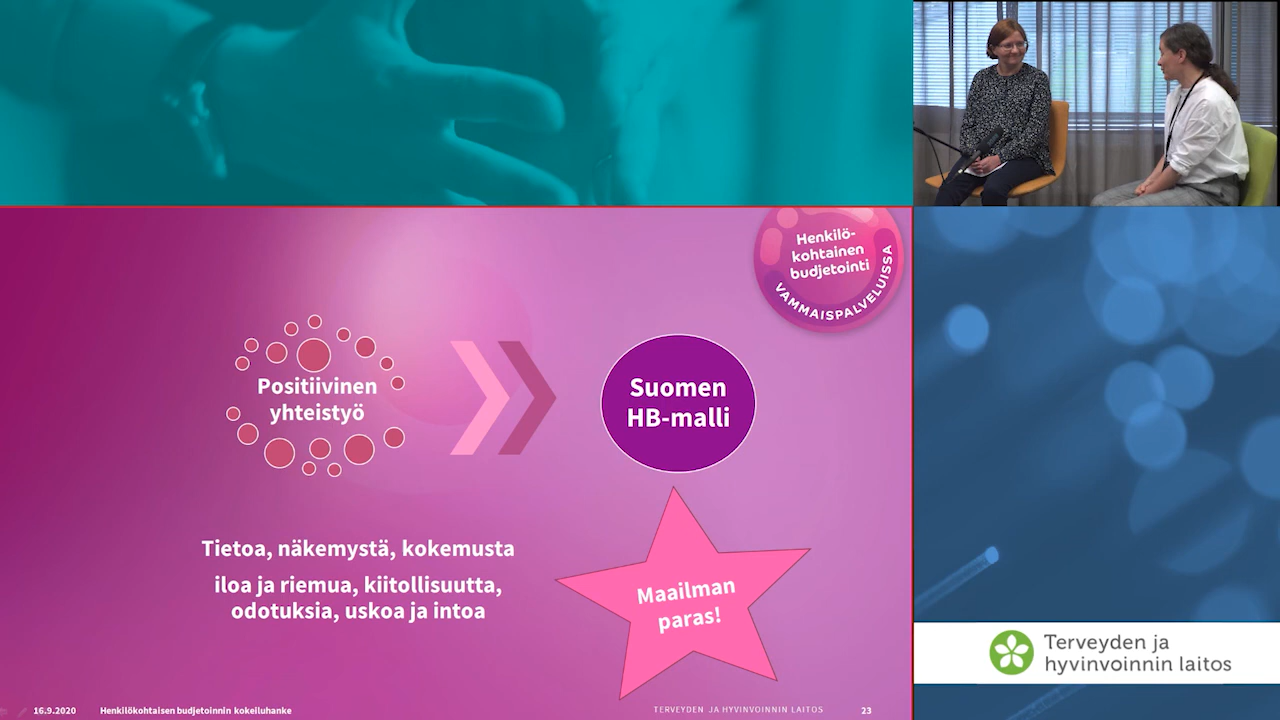 Henkilö-
kohtainen
budjetointi
VAMMAISPALVELUISSA
Positiivinen
yhteistyö
Suomen
HB-malli
Tietoa, näkemystä, kokemusta
iloa ja riemua, kiitollisuutta,
odotuksia, uskoa ja intoa
Maailman
paras!
Terveyden ja
hyvinvoinnin laitos
16.9.2020
Henkilökohtaisen budjetoinnin kokeiluhanke
TERVEYDEN JA HYVINVOINNIN LAITOS
23